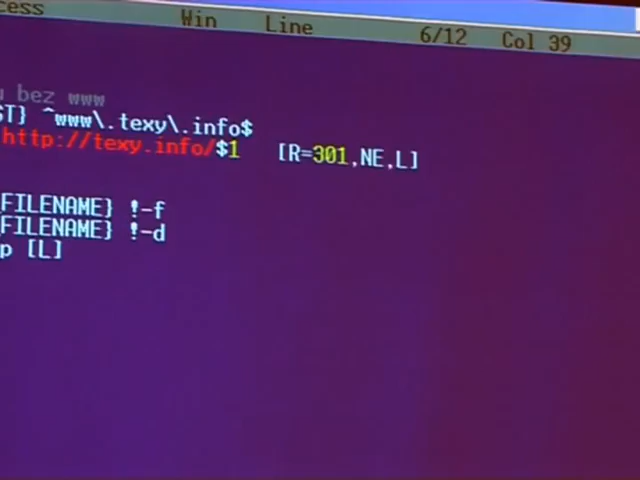 cess Win Line 6/12 Col 39
u bez www
ST} ^www\.texy\.info$
http://texy.info/$1 [R=301,NE,L]
FILENAME} !-f
FILENAME} !-d
p [L]